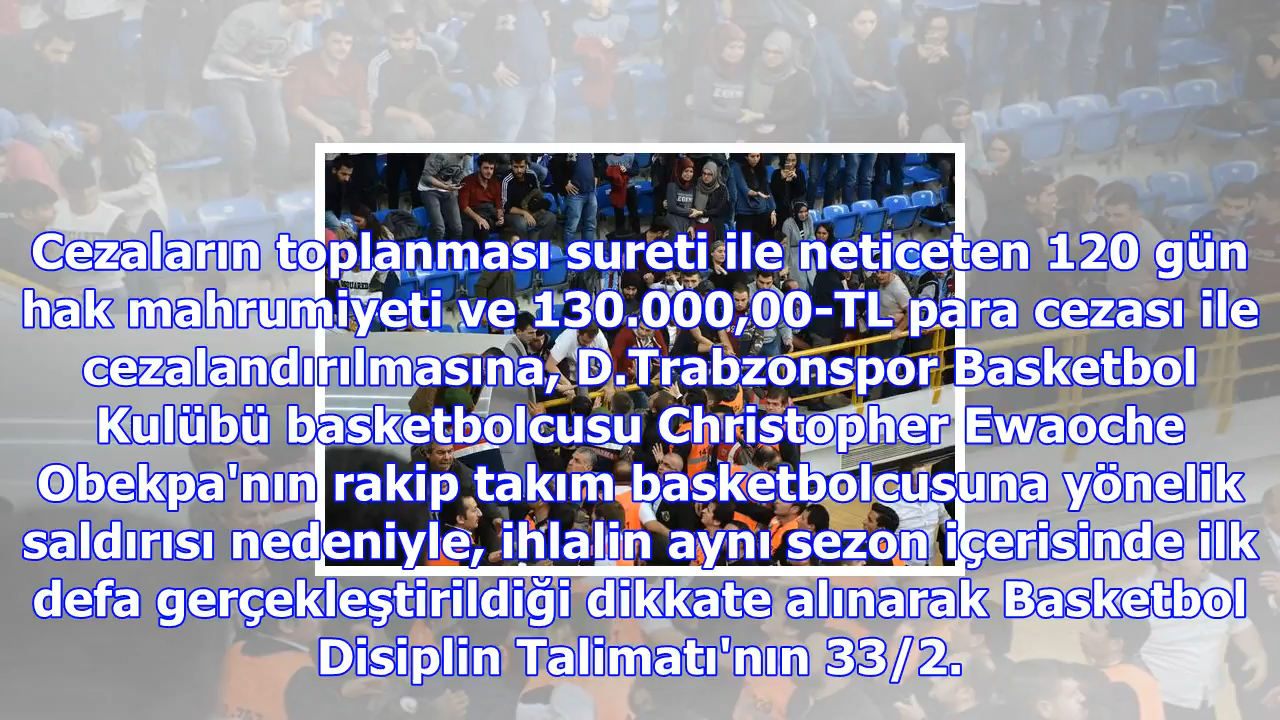 Cezaların toplanması sureti ile neticeten 120 gün
hak mahrumiyeti ve 130.000,00-TL para cezası ile
cezalandırılmasına, D.Trabzonspor Basketbol
Kulübü basketbolcusu Christopher Ewaoche
Obekpa'nın rakip takım basketbolcusuna yönelik
saldırısı nedeniyle, ihlalin aynı sezon içerisinde ilk
defa gerçekleştirildiği dikkate alınarak Basketbol
Disiplin Talimatı'nın 33/2.